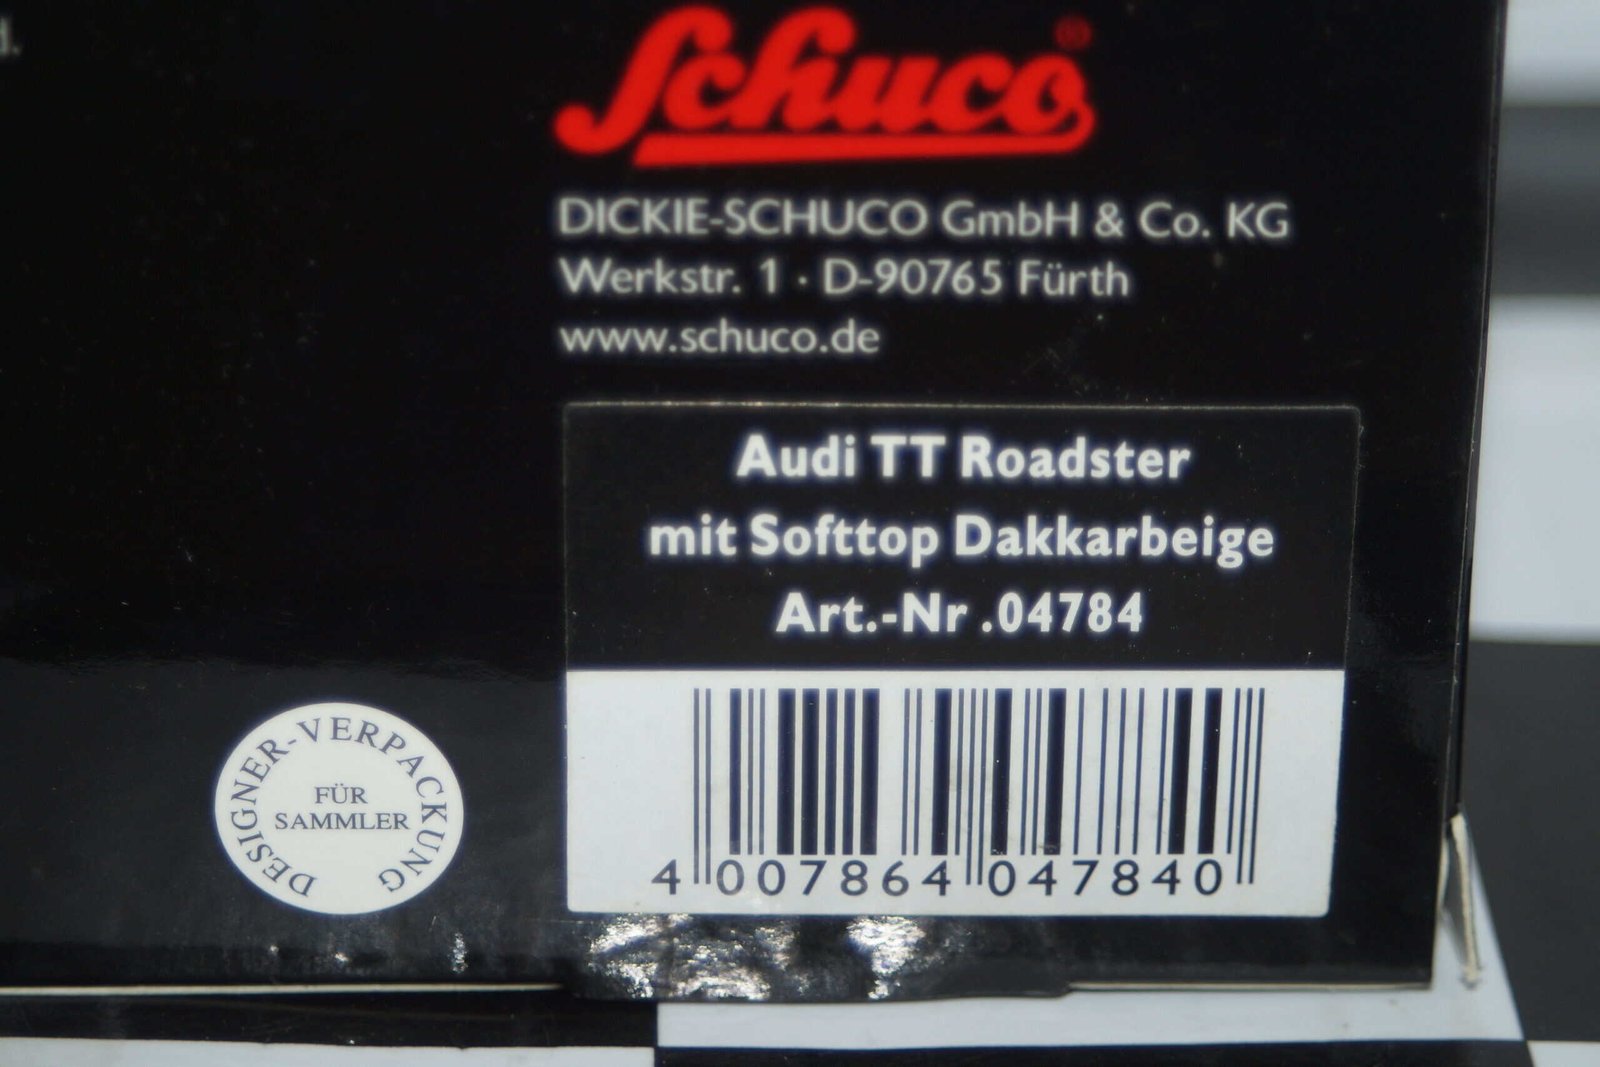 Schuco®
DICKIE-SCHUCO GmbH & Co. KG
Werkstr. 1 · D-90765 Fürth
www.schuco.de
Audi TT Roadster
mit Softtop Dakkarbeige
Art.-Nr .04784
4 007864 047840
DESIGNER-VERPACKUNG
FÜR
SAMMLER